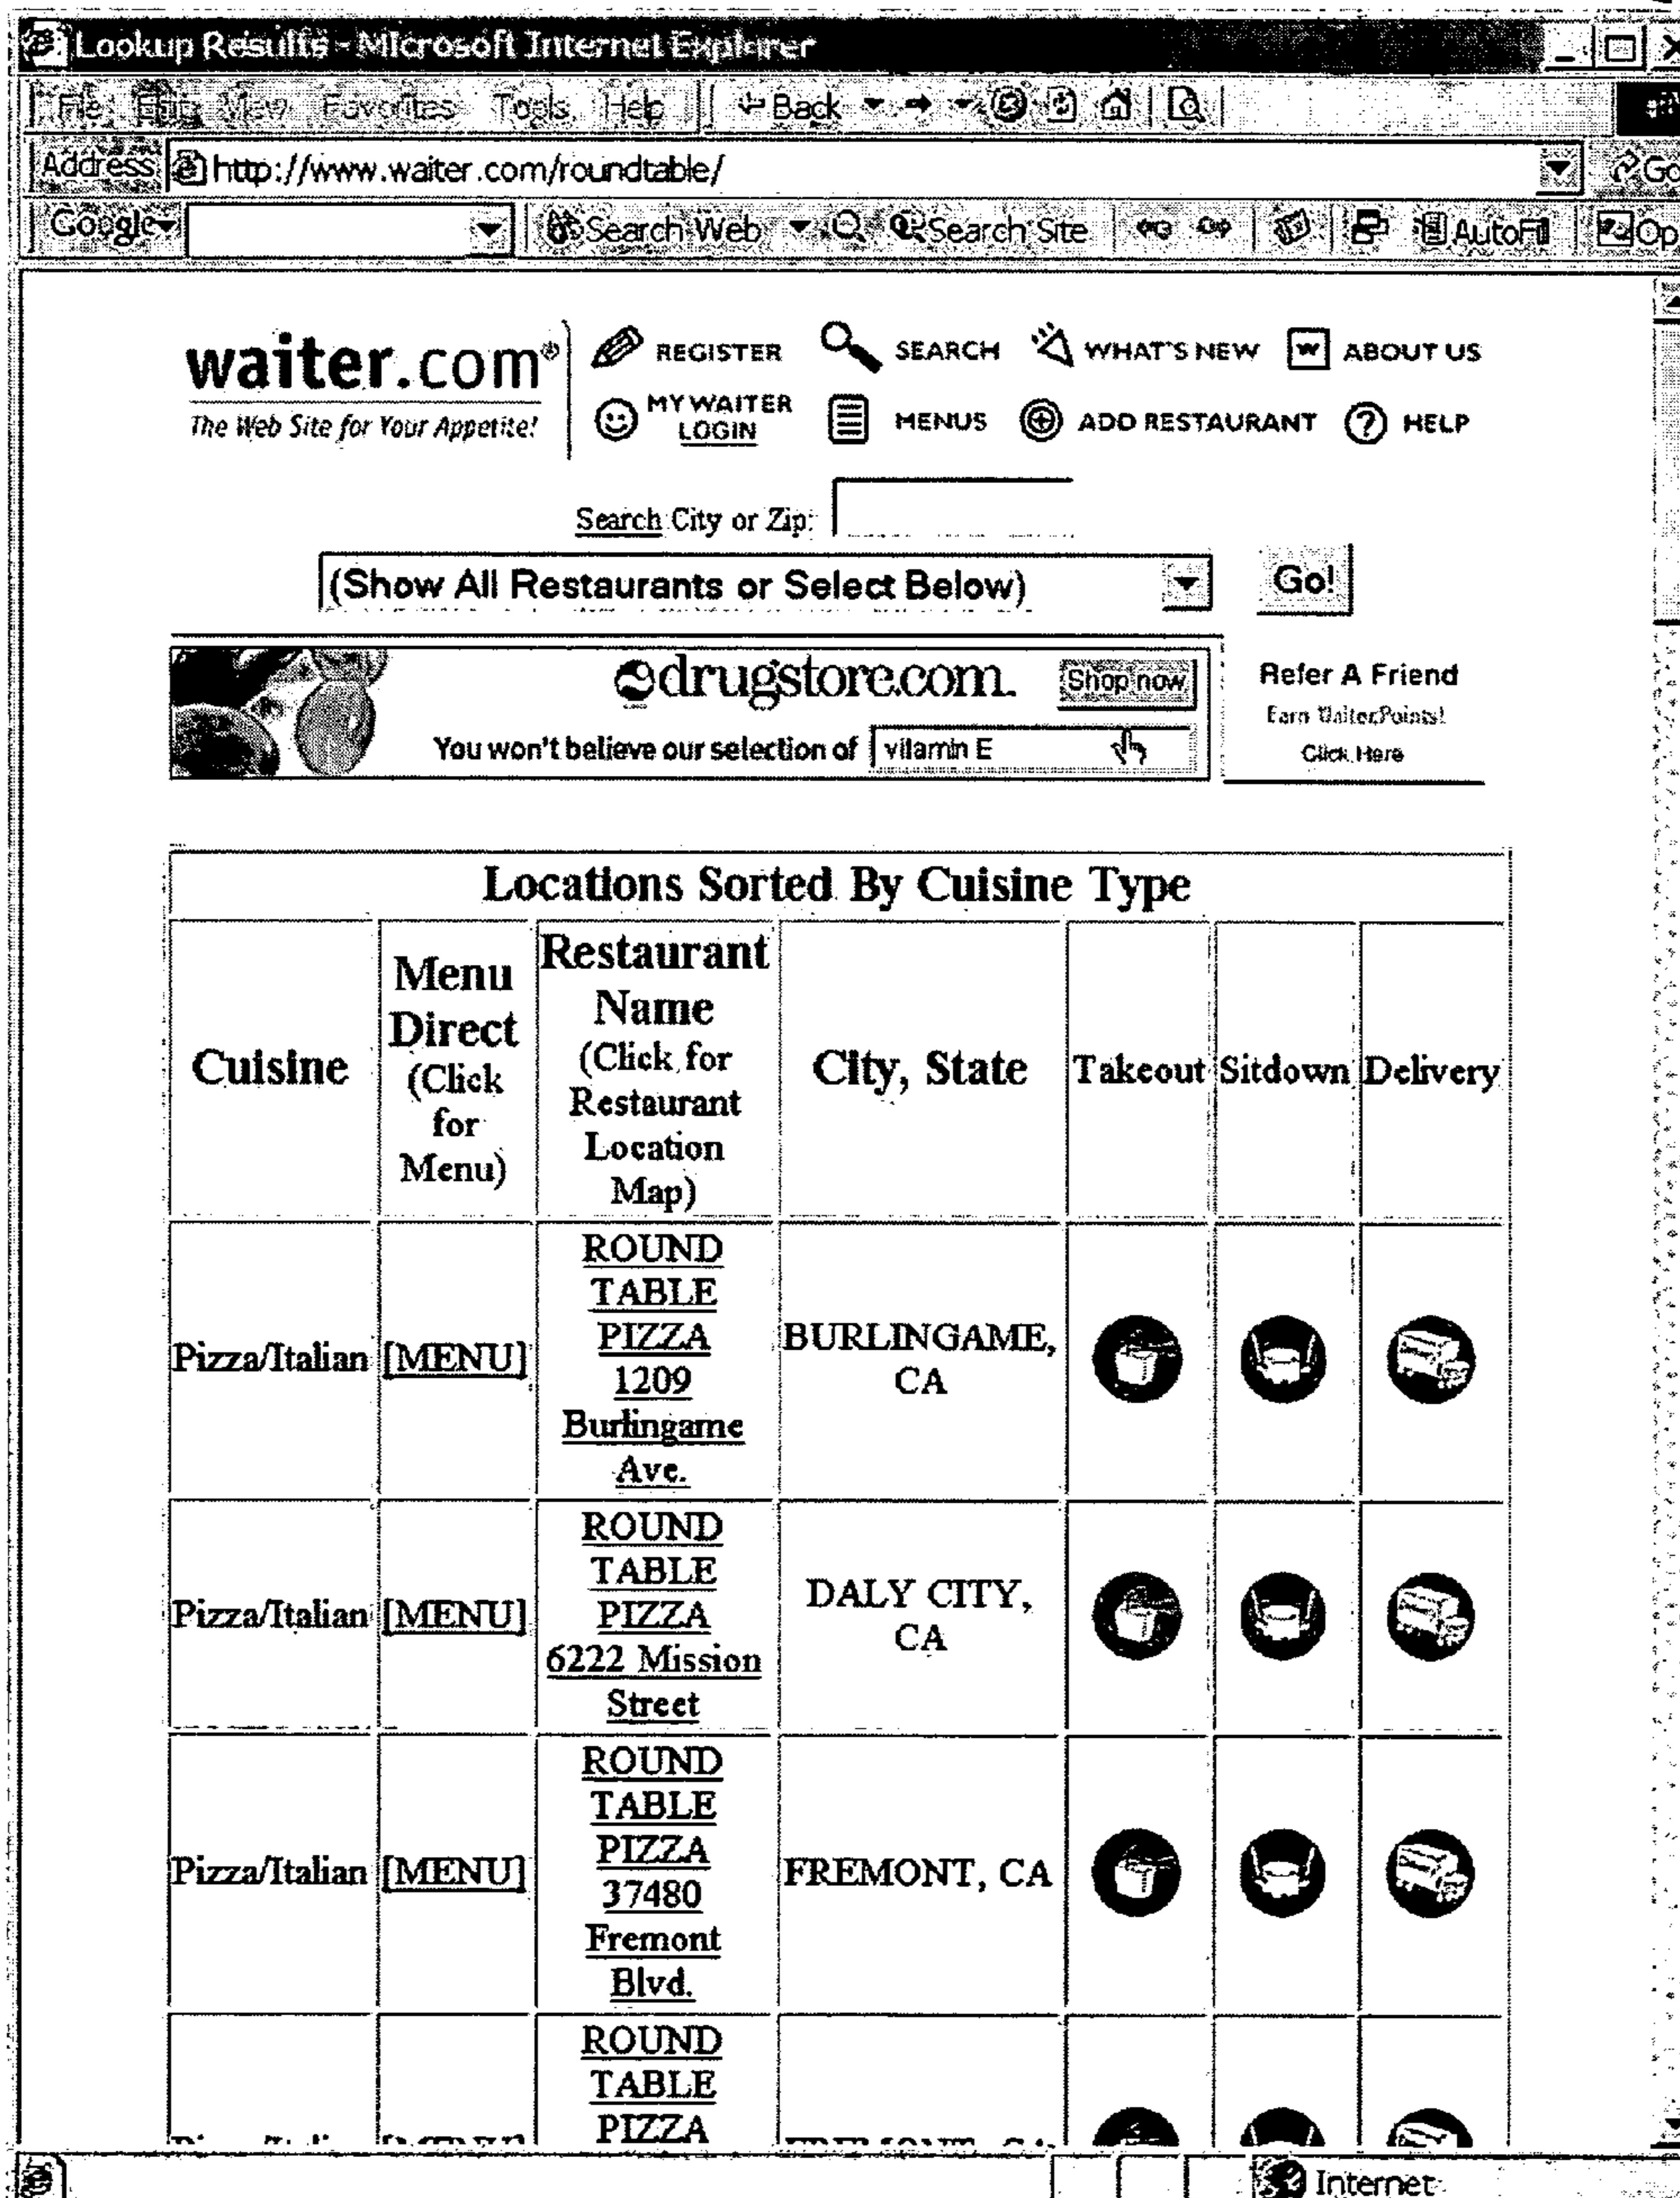 Lookup Results - Microsoft Internet Explorer
File Edit View Favorites Tools Help Back
Address http://www.waiter.com/roundtable/ Go
Google Search Web Search Site AutoFill Op
waiter.com®
The Web Site for Your Appetite!
REGISTER SEARCH WHAT'S NEW W ABOUT US
MY WAITER
LOGIN
MENUS ADD RESTAURANT ? HELP
Search City or Zip:
(Show All Restaurants or Select Below) Go!
drugstore.com. Shop now
You won't believe our selection of vitamin E
Refer A Friend
Earn WaiterPoints!
Click Here
Locations Sorted By Cuisine Type
Cuisine
Menu
Direct
(Click
for
Menu)
Restaurant
Name
(Click for
Restaurant
Location
Map)
City, State
Takeout
Sitdown
Delivery
Pizza/Italian
[MENU]
ROUND
TABLE
PIZZA
1209
Burlingame
Ave.
BURLINGAME,
CA
Pizza/Italian
[MENU]
ROUND
TABLE
PIZZA
6222 Mission
Street
DALY CITY,
CA
Pizza/Italian
[MENU]
ROUND
TABLE
PIZZA
37480
Fremont
Blvd.
FREMONT, CA
ROUND
TABLE
PIZZA
Internet